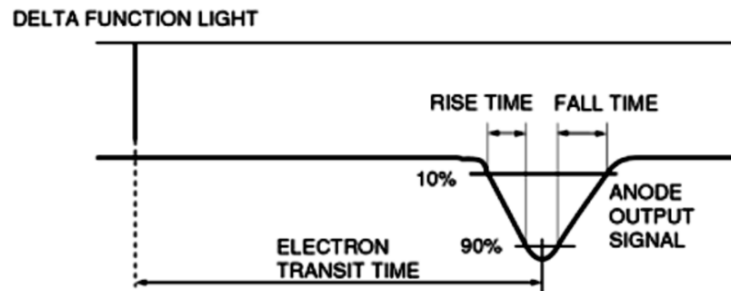 DELTA FUNCTION LIGHT
RISE TIME FALL TIME
10%
ANODE
OUTPUT
SIGNAL
90%
ELECTRON
TRANSIT TIME